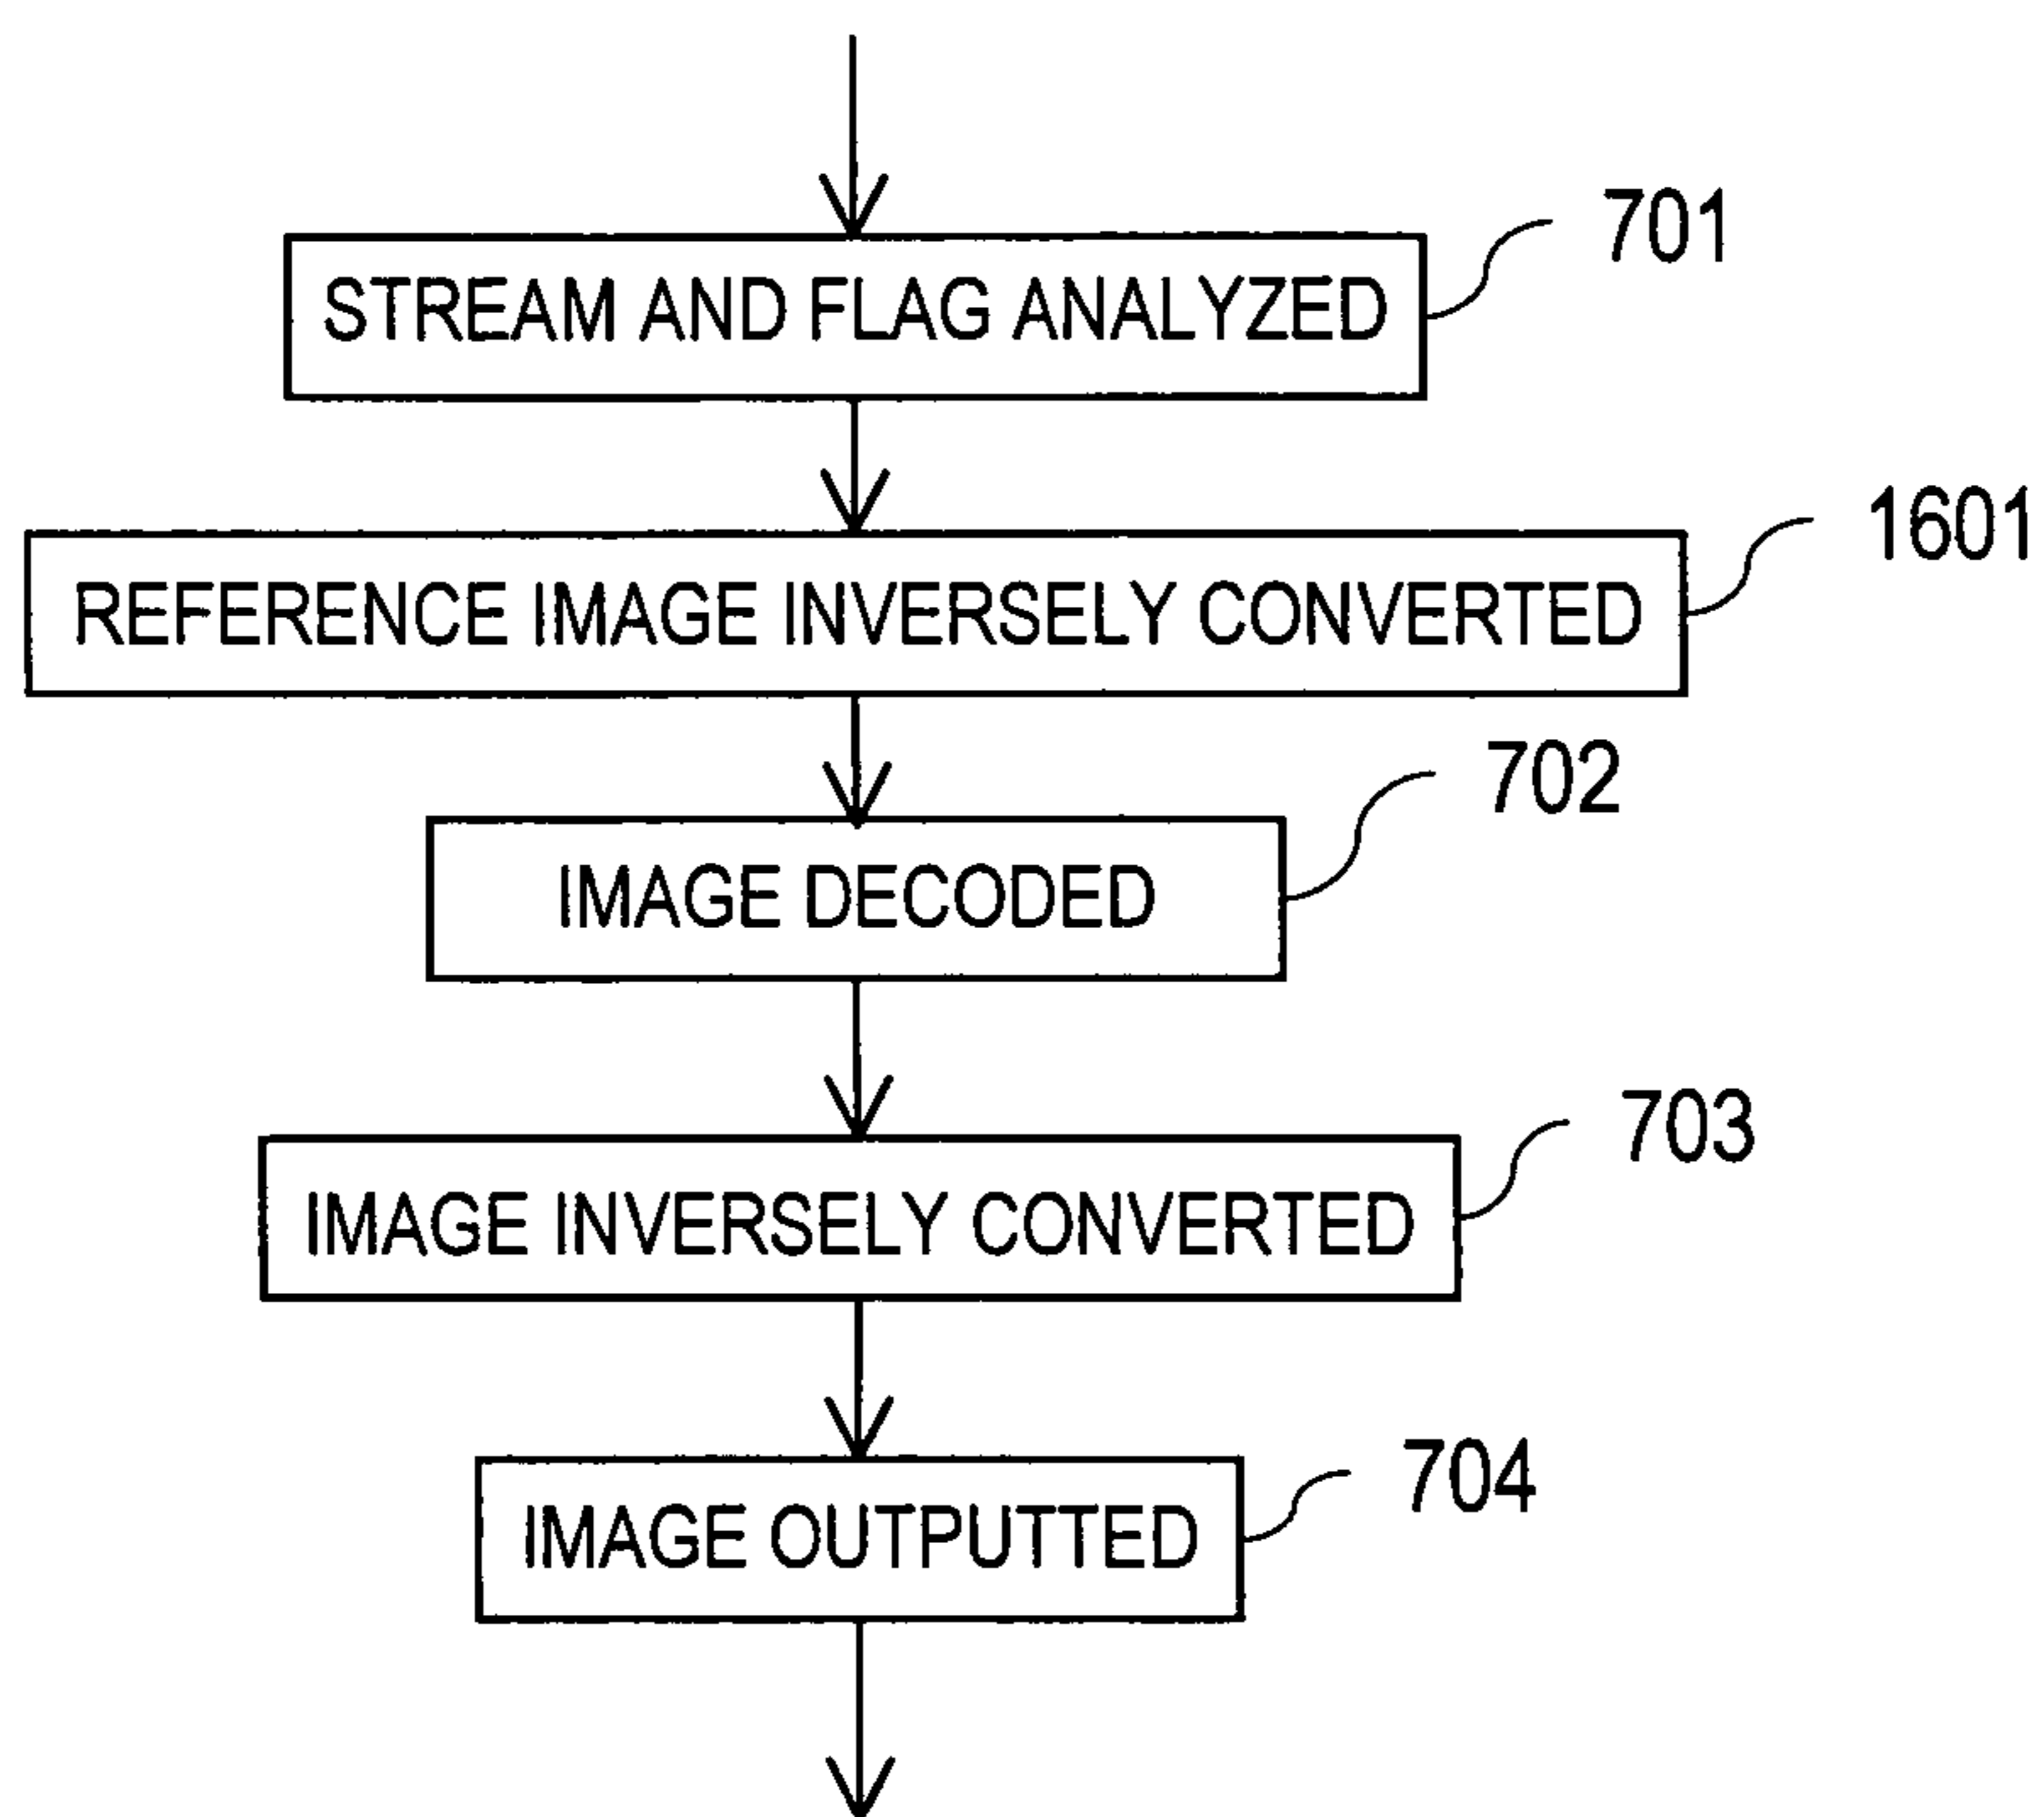 701
STREAM AND FLAG ANALYZED
1601
REFERENCE IMAGE INVERSELY CONVERTED
702
IMAGE DECODED
703
IMAGE INVERSELY CONVERTED
704
IMAGE OUTPUTTED